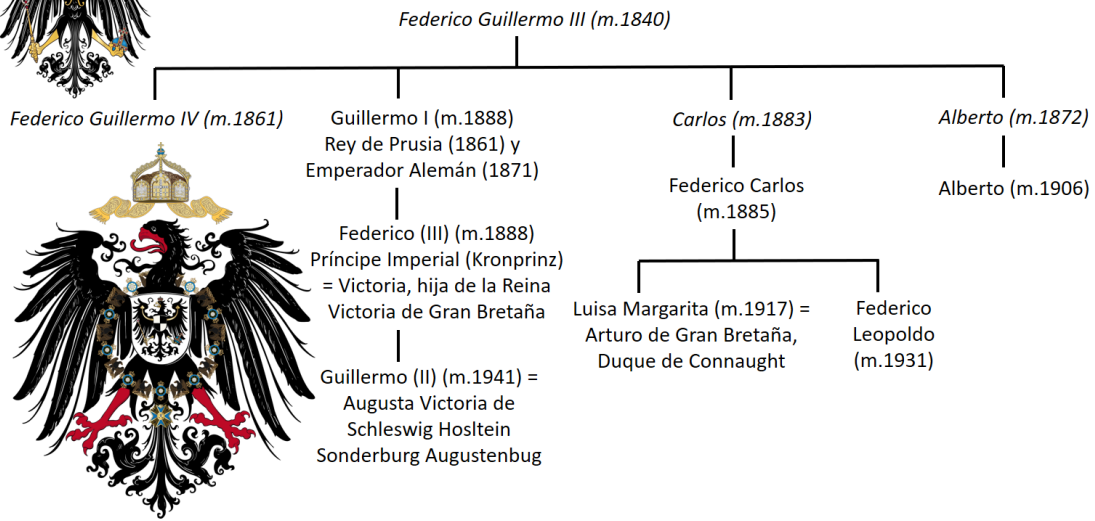 Federico Guillermo III (m.1840)
Federico Guillermo IV (m.1861)
Guillermo I (m.1888)
Rey de Prusia (1861) y
Emperador Alemán (1871)
Carlos (m.1883)
Alberto (m.1872)
Federico Carlos
(m.1885)
Alberto (m.1906)
Federico (III) (m.1888)
Príncipe Imperial (Kronprinz)
= Victoria, hija de la Reina
Victoria de Gran Bretaña
Luisa Margarita (m.1917) =
Arturo de Gran Bretaña,
Duque de Connaught
Federico
Leopoldo
(m.1931)
Guillermo (II) (m.1941) =
Augusta Victoria de
Schleswig Hosltein
Sonderburg Augustenbug